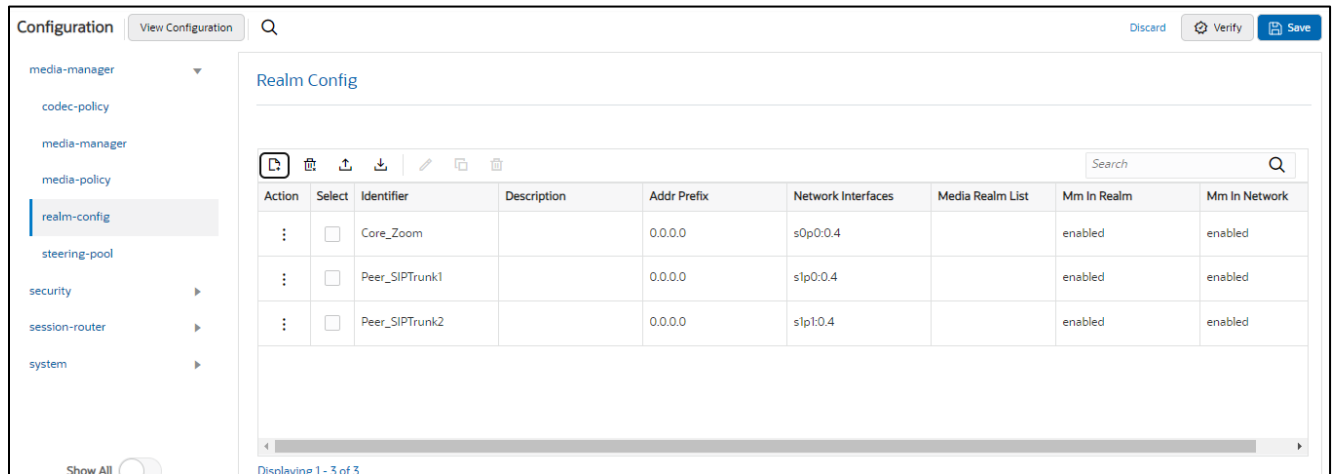 Configuration View Configuration Discard Verify Save
media-manager
codec-policy
media-manager
media-policy
realm-config
steering-pool
security
session-router
system
Show All
Realm Config
Search
Action Select Identifier Description Addr Prefix Network Interfaces Media Realm List Mm In Realm Mm In Network
Core_Zoom 0.0.0.0 s0p0:0.4 enabled enabled
Peer_SIPTrunk1 0.0.0.0 s1p0:0.4 enabled enabled
Peer_SIPTrunk2 0.0.0.0 s1p1:0.4 enabled enabled
Displaying 1 - 3 of 3